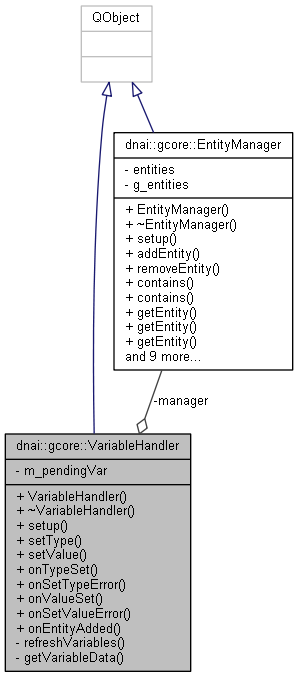 QObject
dnai::gcore::EntityManager
- entities
- g_entities
+ EntityManager()
+ ~EntityManager()
+ setup()
+ addEntity()
+ removeEntity()
+ contains()
+ contains()
+ getEntity()
+ getEntity()
+ getEntity()
and 9 more...
-manager
dnai::gcore::VariableHandler
- m_pendingVar
+ VariableHandler()
+ ~VariableHandler()
+ setup()
+ setType()
+ setValue()
+ onTypeSet()
+ onSetTypeError()
+ onValueSet()
+ onSetValueError()
+ onEntityAdded()
- refreshVariables()
- getVariableData()